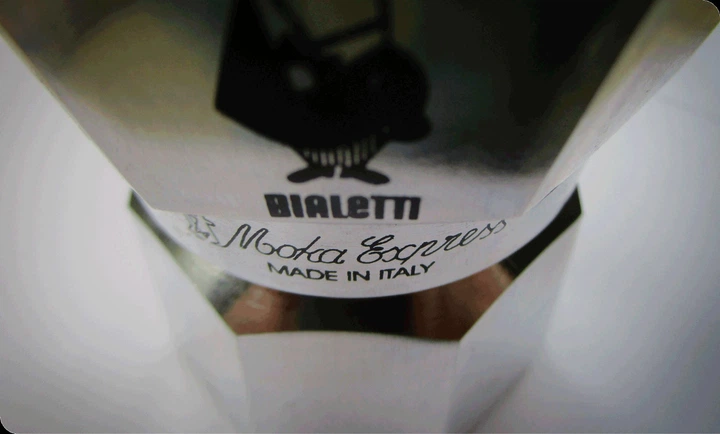 BIALETTI
Moka Express
MADE IN ITALY